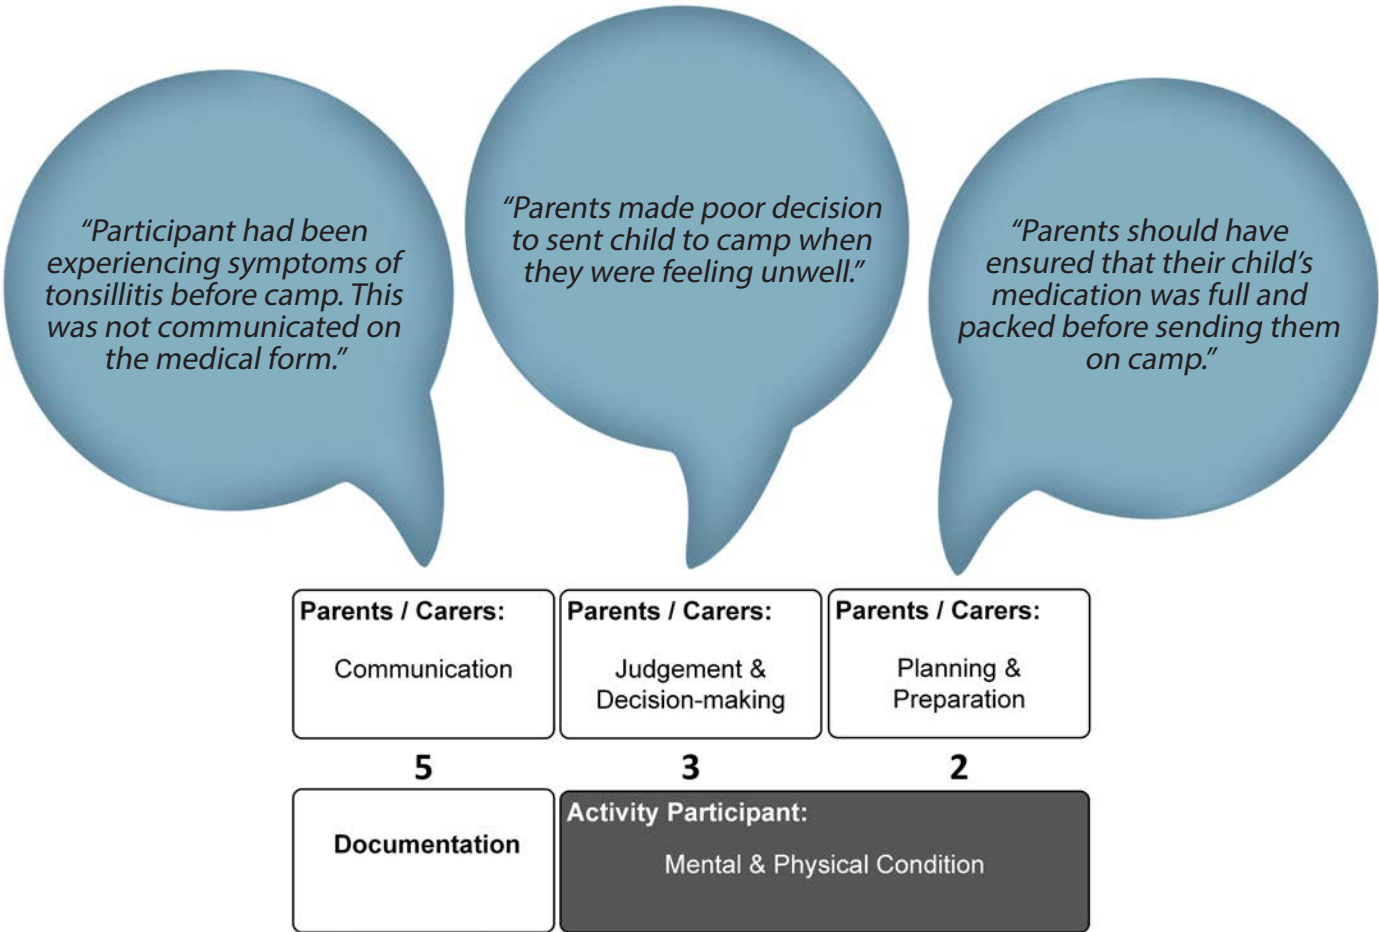 “Participant had been
experiencing symptoms of
tonsillitis before camp. This
was not communicated on
the medical form.”
“Parents made poor decision
to sent child to camp when
they were feeling unwell.”
“Parents should have
ensured that their child’s
medication was full and
packed before sending them
on camp.”
Parents / Carers:
Communication
Parents / Carers:
Judgement &
Decision-making
Parents / Carers:
Planning &
Preparation
5
3
2
Documentation
Activity Participant:
Mental & Physical Condition